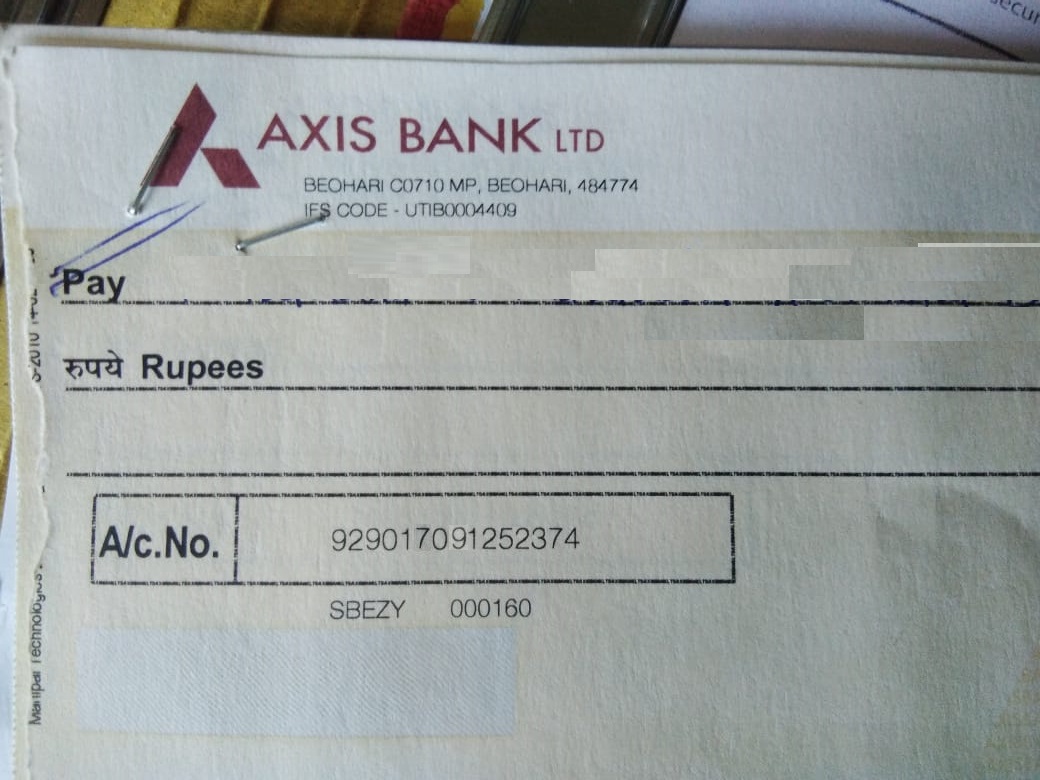 AXIS BANK LTD
BEOHARI C0710 MP, BEOHARI, 484774
IFS CODE - UTIB0004409
Pay
रुपये Rupees
A/c.No. 929017091252374
SBEZY 000160
Manipal Technologies